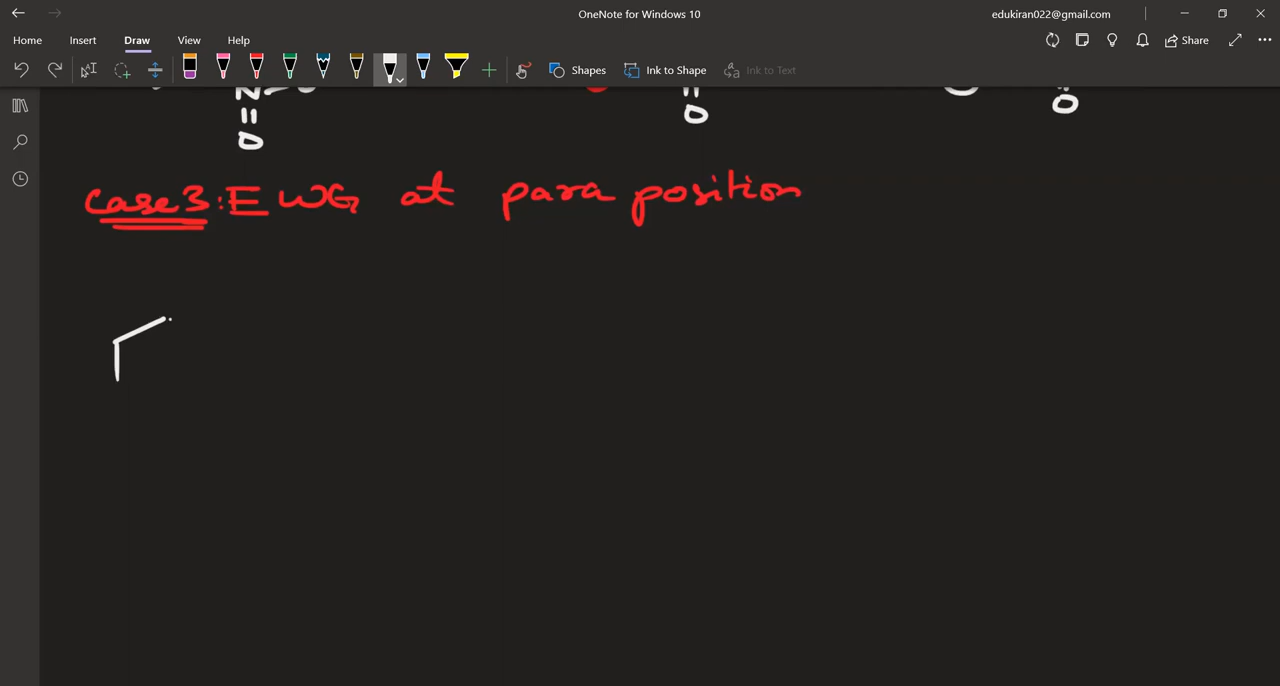 OneNote for Windows 10
edukiran022@gmail.com
Home Insert Draw View Help
Share
Shapes Ink to Shape Ink to Text
N
=
O
=
O
O
Case3: EWG at para position